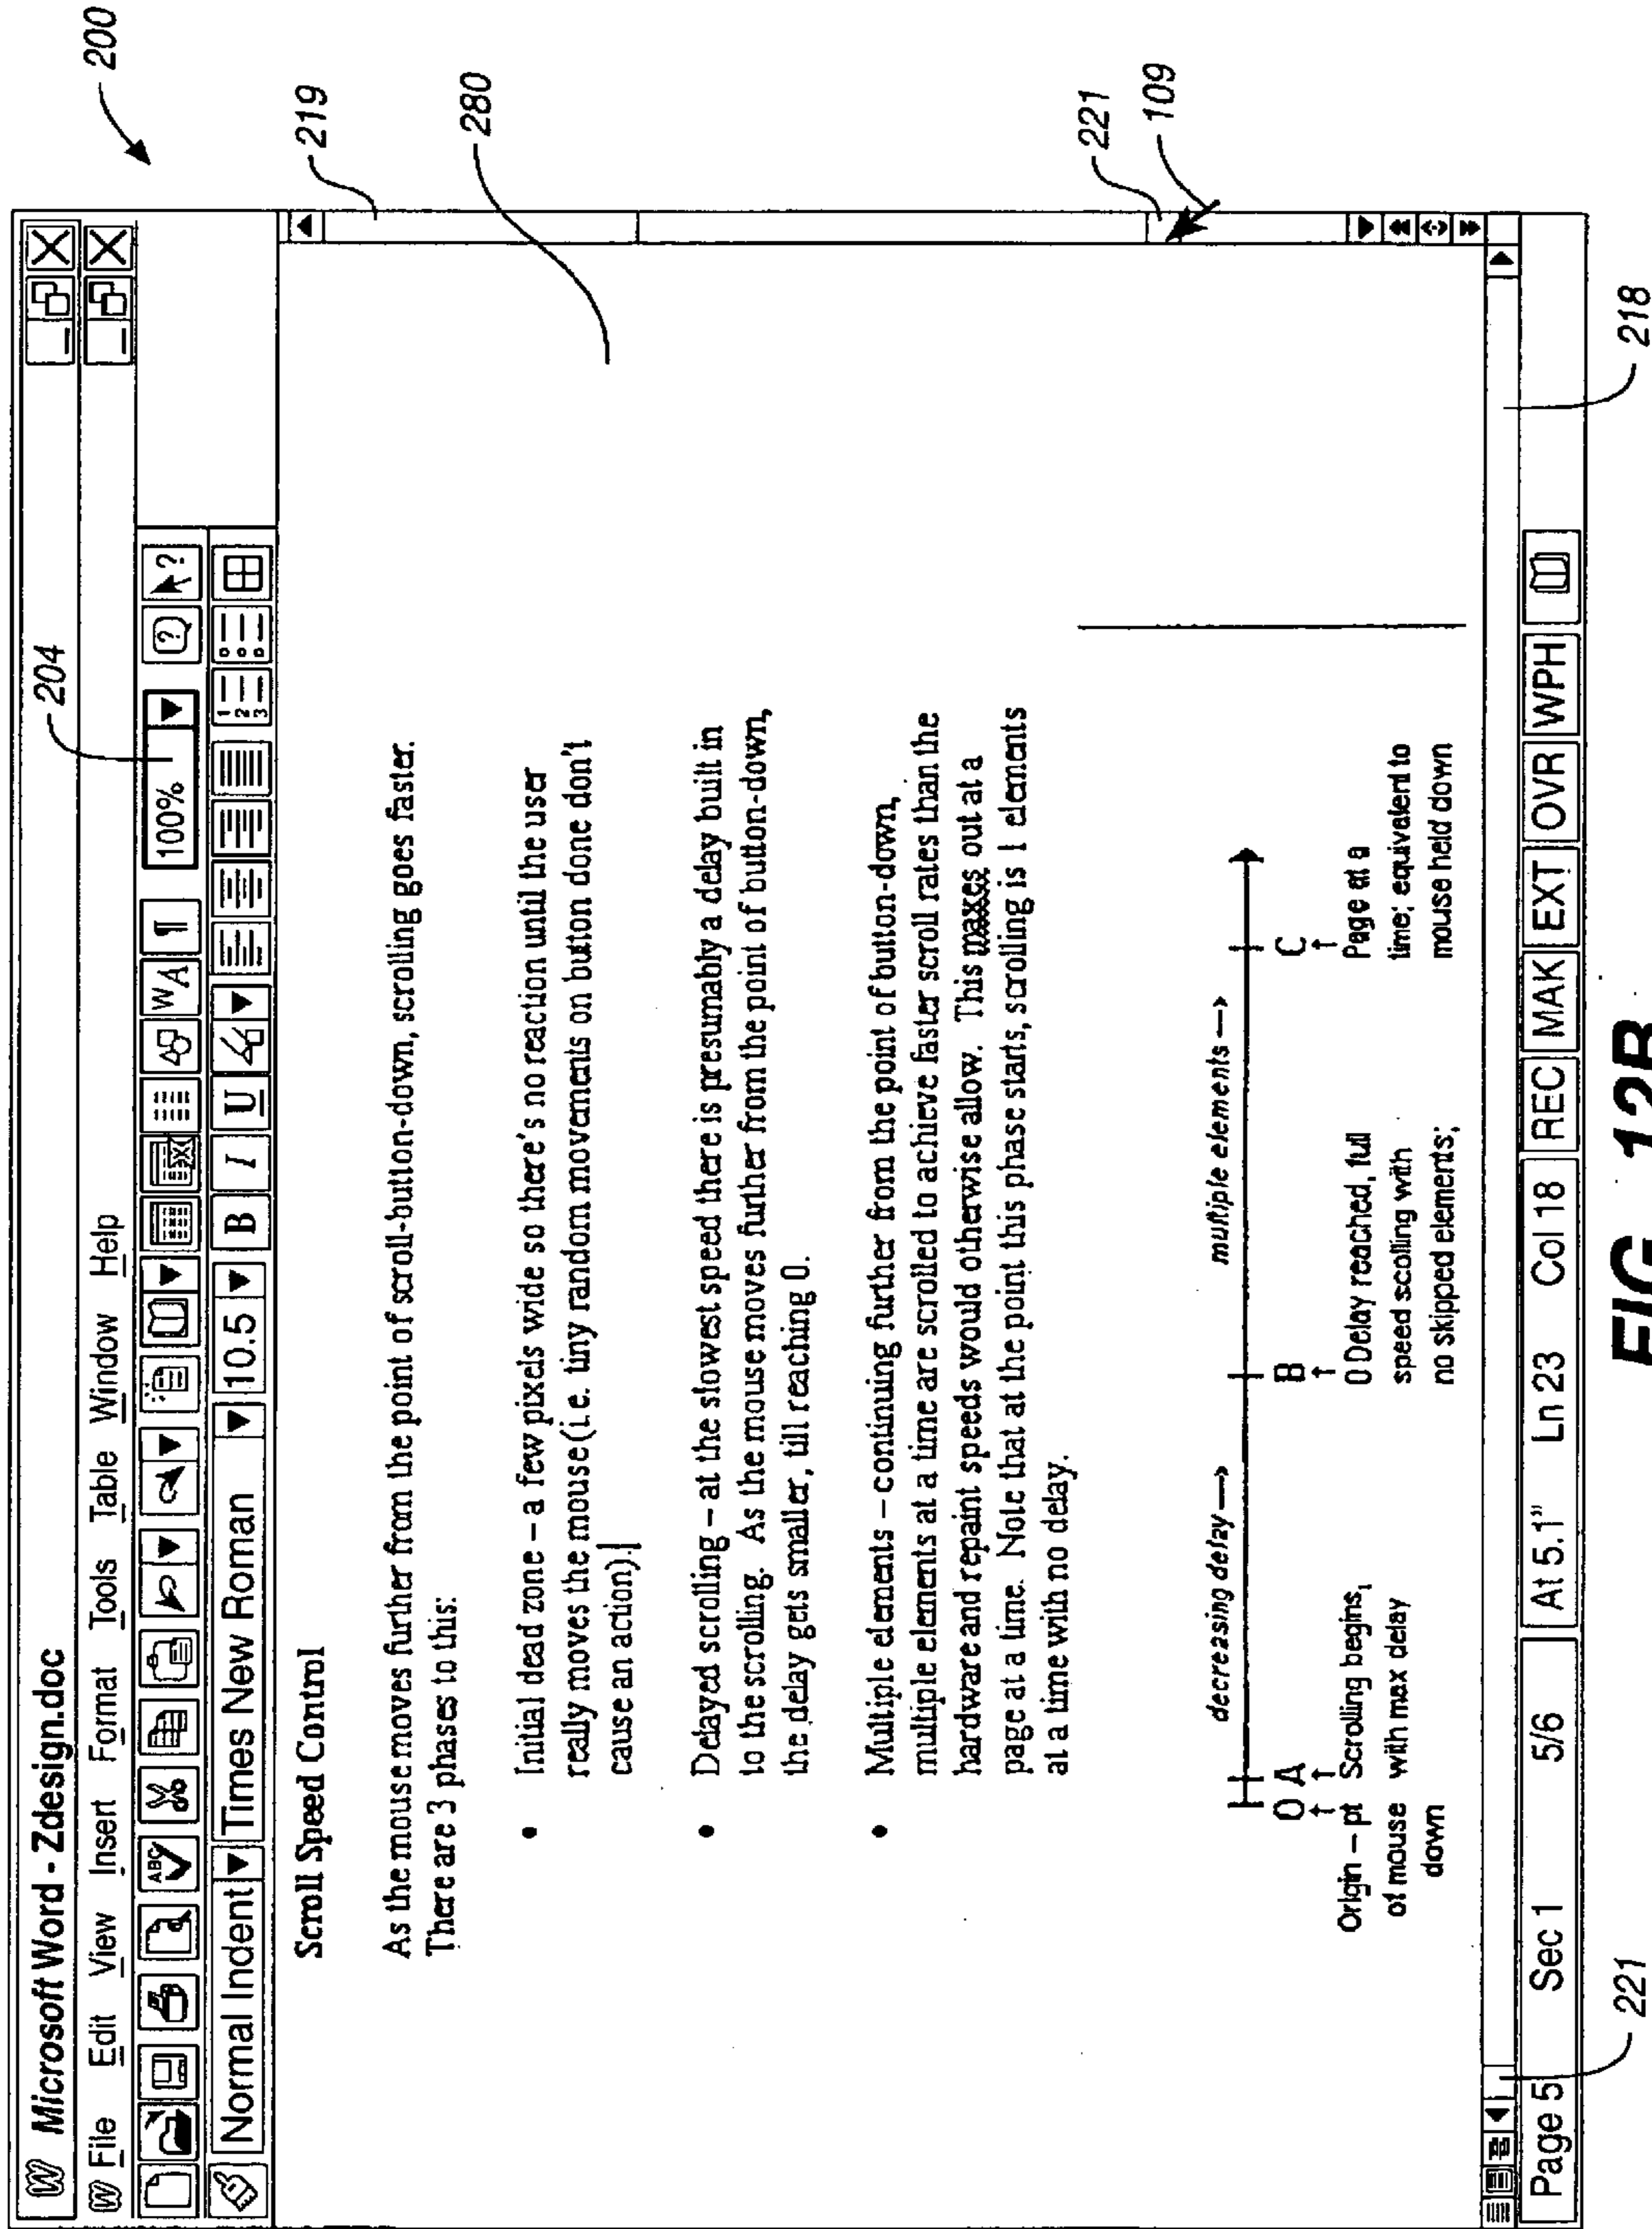 200
Microsoft Word - Zdesign.doc
File Edit View Insert Format Tools Table Window Help
204
ABC W A ¶ 100% ? ?
Normal Indent Times New Roman 10.5 B I U 1 2 3
219
280
Scroll Speed Control
As the mouse moves further from the point of scroll-button-down, scrolling goes faster.
There are 3 phases to this:
• Initial dead zone – a few pixels wide so there's no reaction until the user
really moves the mouse(i.e. tiny random movements on button done don't
cause an action).
• Delayed scrolling – at the slowest speed there is presumably a delay built in
to the scrolling. As the mouse moves further from the point of button-down,
the delay gets smaller, till reaching 0.
• Multiple elements – continuing further from the point of button-down,
multiple elements at a time are scrolled to achieve faster scroll rates than the
hardware and repaint speeds would otherwise allow. This maxes out at a
page at a time. Note that at the point this phase starts, scrolling is 1 elements
at a time with no delay.
221
109
decreasing delay —> multiple elements —>
O A B C
↑ ↑ ↑ ↑
Origin – pt Scrolling begins, 0 Delay reached, full Page at a
of mouse with max delay speed scolling with time; equivalent to
down no skipped elements; mouse held down
Page 5 Sec 1 5/6 At 5.1" Ln 23 Col 18 REC MAK EXT OVR WPH
221
218
FIG. 12B